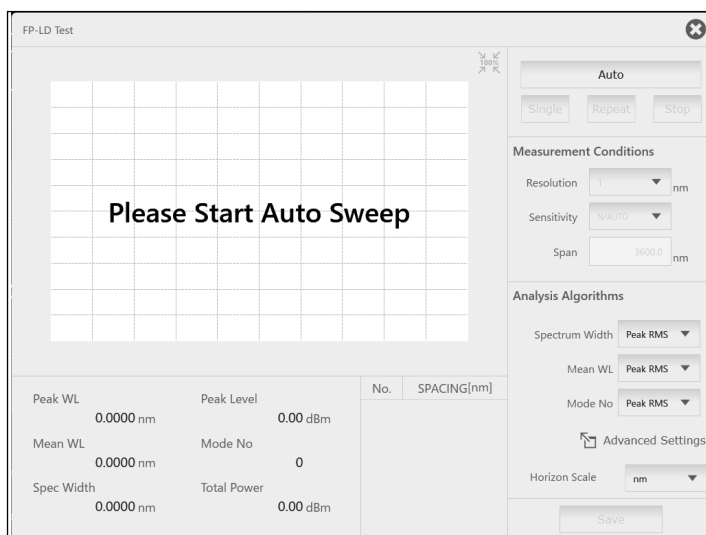 FP-LD Test
100%
Please Start Auto Sweep
Auto
Single Repeat Stop
Measurement Conditions
Resolution 1 nm
Sensitivity N/AUTO
Span 3600.0 nm
Analysis Algorithms
Spectrum Width Peak RMS
Mean WL Peak RMS
Mode No Peak RMS
Advanced Settings
Horizon Scale nm
Save
Peak WL
0.0000 nm
Mean WL
0.0000 nm
Spec Width
0.0000 nm
Peak Level
0.00 dBm
Mode No
0
Total Power
0.00 dBm
No. SPACING[nm]